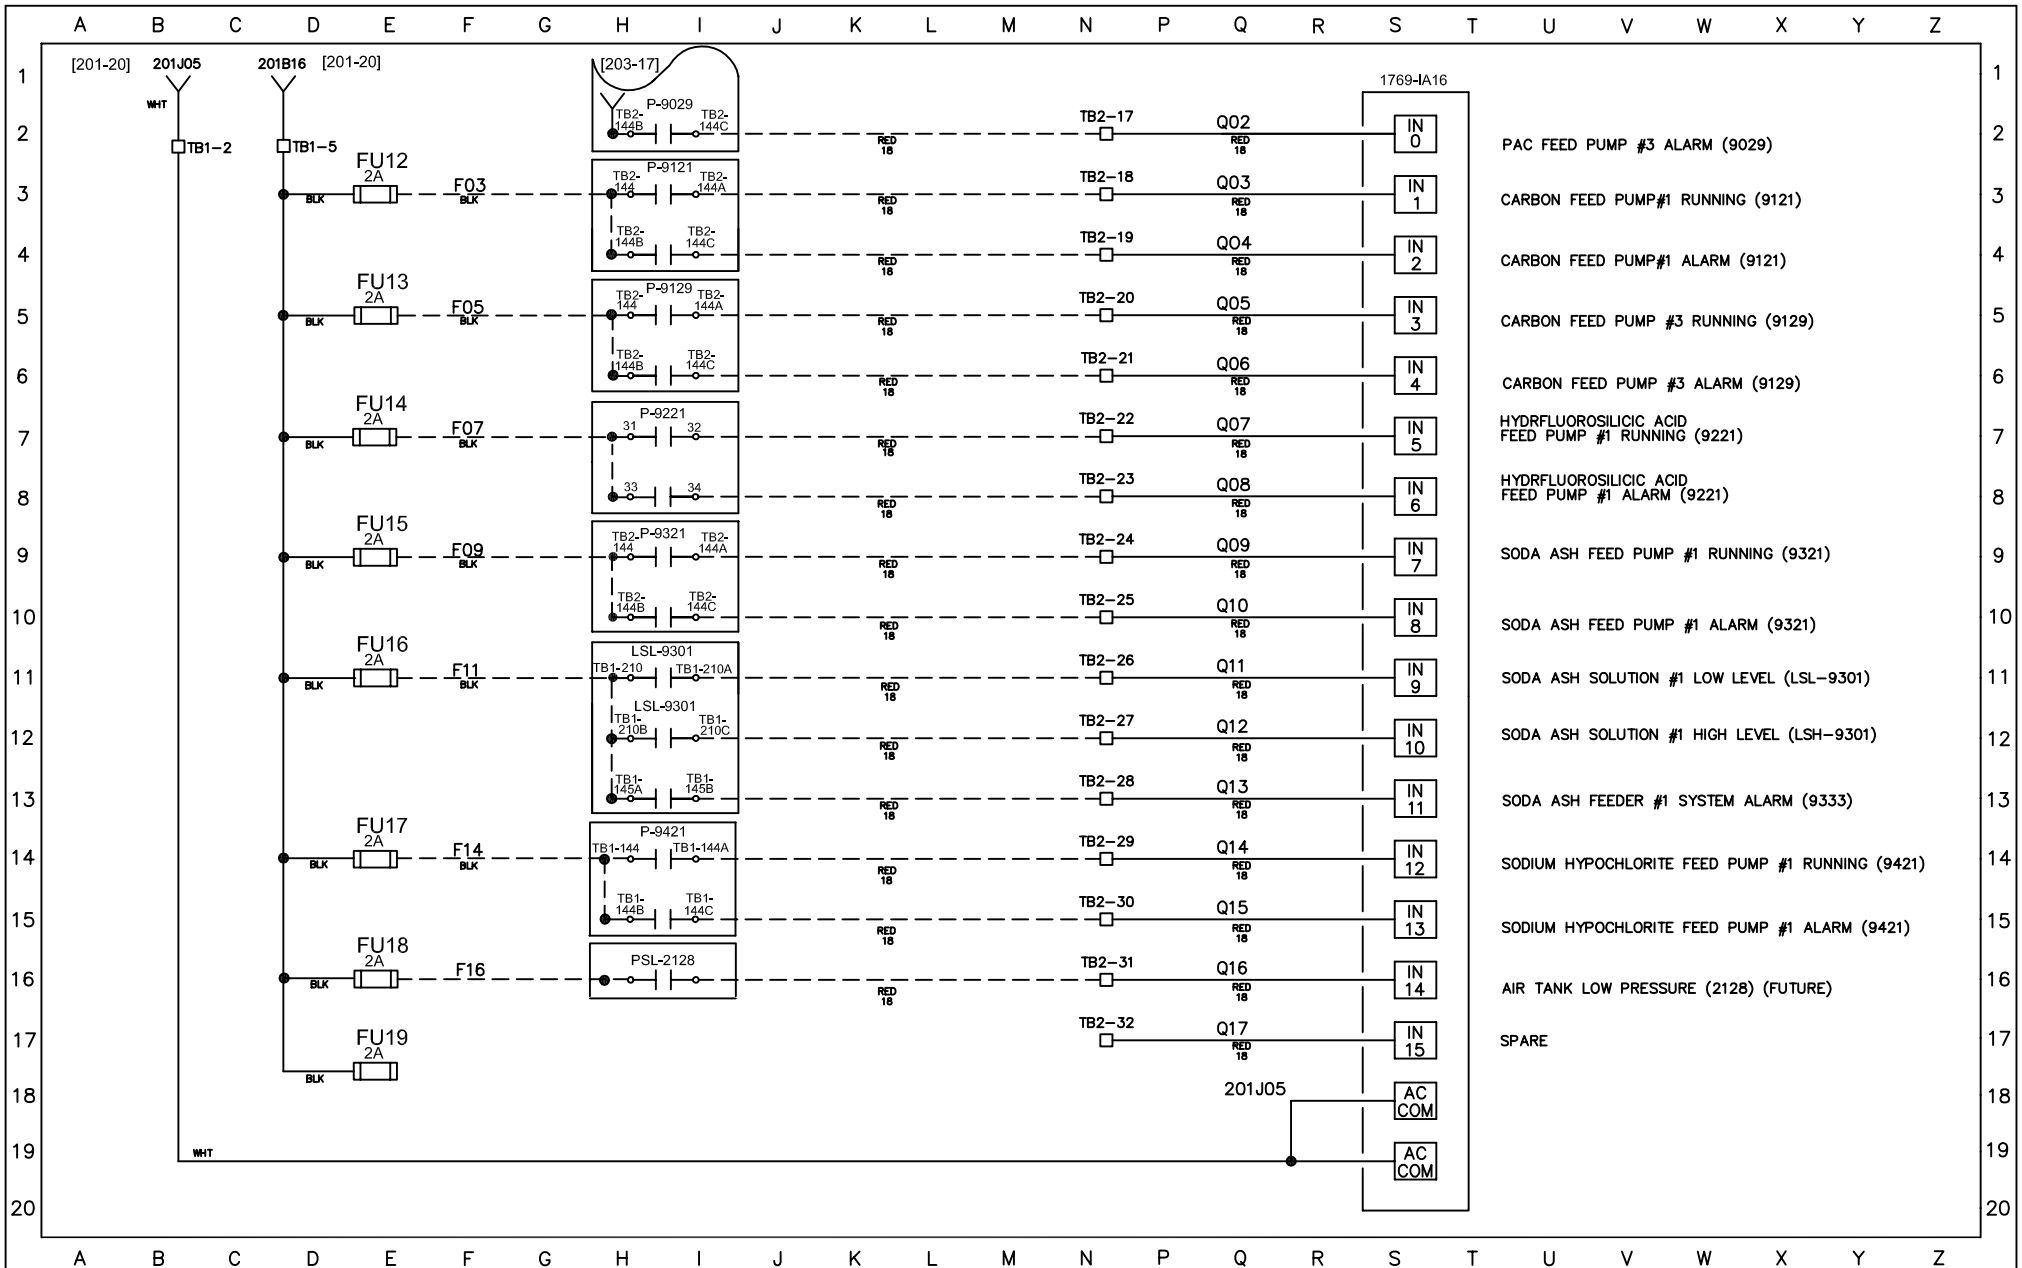 A B C D E F G H I J K L M N P Q R S T U V W X Y Z
1
[201-20] 201J05 201B16 [201-20] [203-17] 1769-IA16
1
WHT
P-9029
TB2-144B TB2-144C
2 TB1-2 TB1-5 RED 18 TB2-17 Q02 RED 18 IN 0 PAC FEED PUMP #3 ALARM (9029) 2
FU12
2A
P-9121
TB2-144 TB2-144A
3 BLK F03 BLK RED 18 TB2-18 Q03 RED 18 IN 1 CARBON FEED PUMP#1 RUNNING (9121) 3
TB2-144B TB2-144C
4 RED 18 TB2-19 Q04 RED 18 IN 2 CARBON FEED PUMP#1 ALARM (9121) 4
FU13
2A
P-9129
TB2-144 TB2-144A
5 BLK F05 BLK RED 18 TB2-20 Q05 RED 18 IN 3 CARBON FEED PUMP #3 RUNNING (9129) 5
TB2-144B TB2-144C
6 RED 18 TB2-21 Q06 RED 18 IN 4 CARBON FEED PUMP #3 ALARM (9129) 6
FU14
2A
P-9221
31 32
HYDRFLUOROSILICIC ACID
7 BLK F07 BLK RED 18 TB2-22 Q07 RED 18 IN 5 FEED PUMP #1 RUNNING (9221) 7
33 34
HYDRFLUOROSILICIC ACID
8 RED 18 TB2-23 Q08 RED 18 IN 6 FEED PUMP #1 ALARM (9221) 8
FU15
2A
P-9321
TB2-144 TB2-144A
9 BLK F09 BLK RED 18 TB2-24 Q09 RED 18 IN 7 SODA ASH FEED PUMP #1 RUNNING (9321) 9
TB2-144B TB2-144C
10 RED 18 TB2-25 Q10 RED 18 IN 8 SODA ASH FEED PUMP #1 ALARM (9321) 10
FU16
2A
LSL-9301
TB1-210 TB1-210A
11 BLK F11 BLK RED 18 TB2-26 Q11 RED 18 IN 9 SODA ASH SOLUTION #1 LOW LEVEL (LSL-9301) 11
LSL-9301
TB1-210B TB1-210C
12 RED 18 TB2-27 Q12 RED 18 IN 10 SODA ASH SOLUTION #1 HIGH LEVEL (LSH-9301) 12
TB1-145A TB1-145B
13 RED 18 TB2-28 Q13 RED 18 IN 11 SODA ASH FEEDER #1 SYSTEM ALARM (9333) 13
FU17
2A
P-9421
TB1-144 TB1-144A
14 BLK F14 BLK RED 18 TB2-29 Q14 RED 18 IN 12 SODIUM HYPOCHLORITE FEED PUMP #1 RUNNING (9421) 14
TB1-144B TB1-144C
15 RED 18 TB2-30 Q15 RED 18 IN 13 SODIUM HYPOCHLORITE FEED PUMP #1 ALARM (9421) 15
FU18
2A
PSL-2128
16 BLK F16 RED 18 TB2-31 Q16 RED 18 IN 14 AIR TANK LOW PRESSURE (2128) (FUTURE) 16
17 FU19 2A TB2-32 Q17 RED 18 IN 15 SPARE 17
BLK
18 201J05 AC COM 18
19 WHT AC COM 19
20 20
A B C D E F G H I J K L M N P Q R S T U V W X Y Z